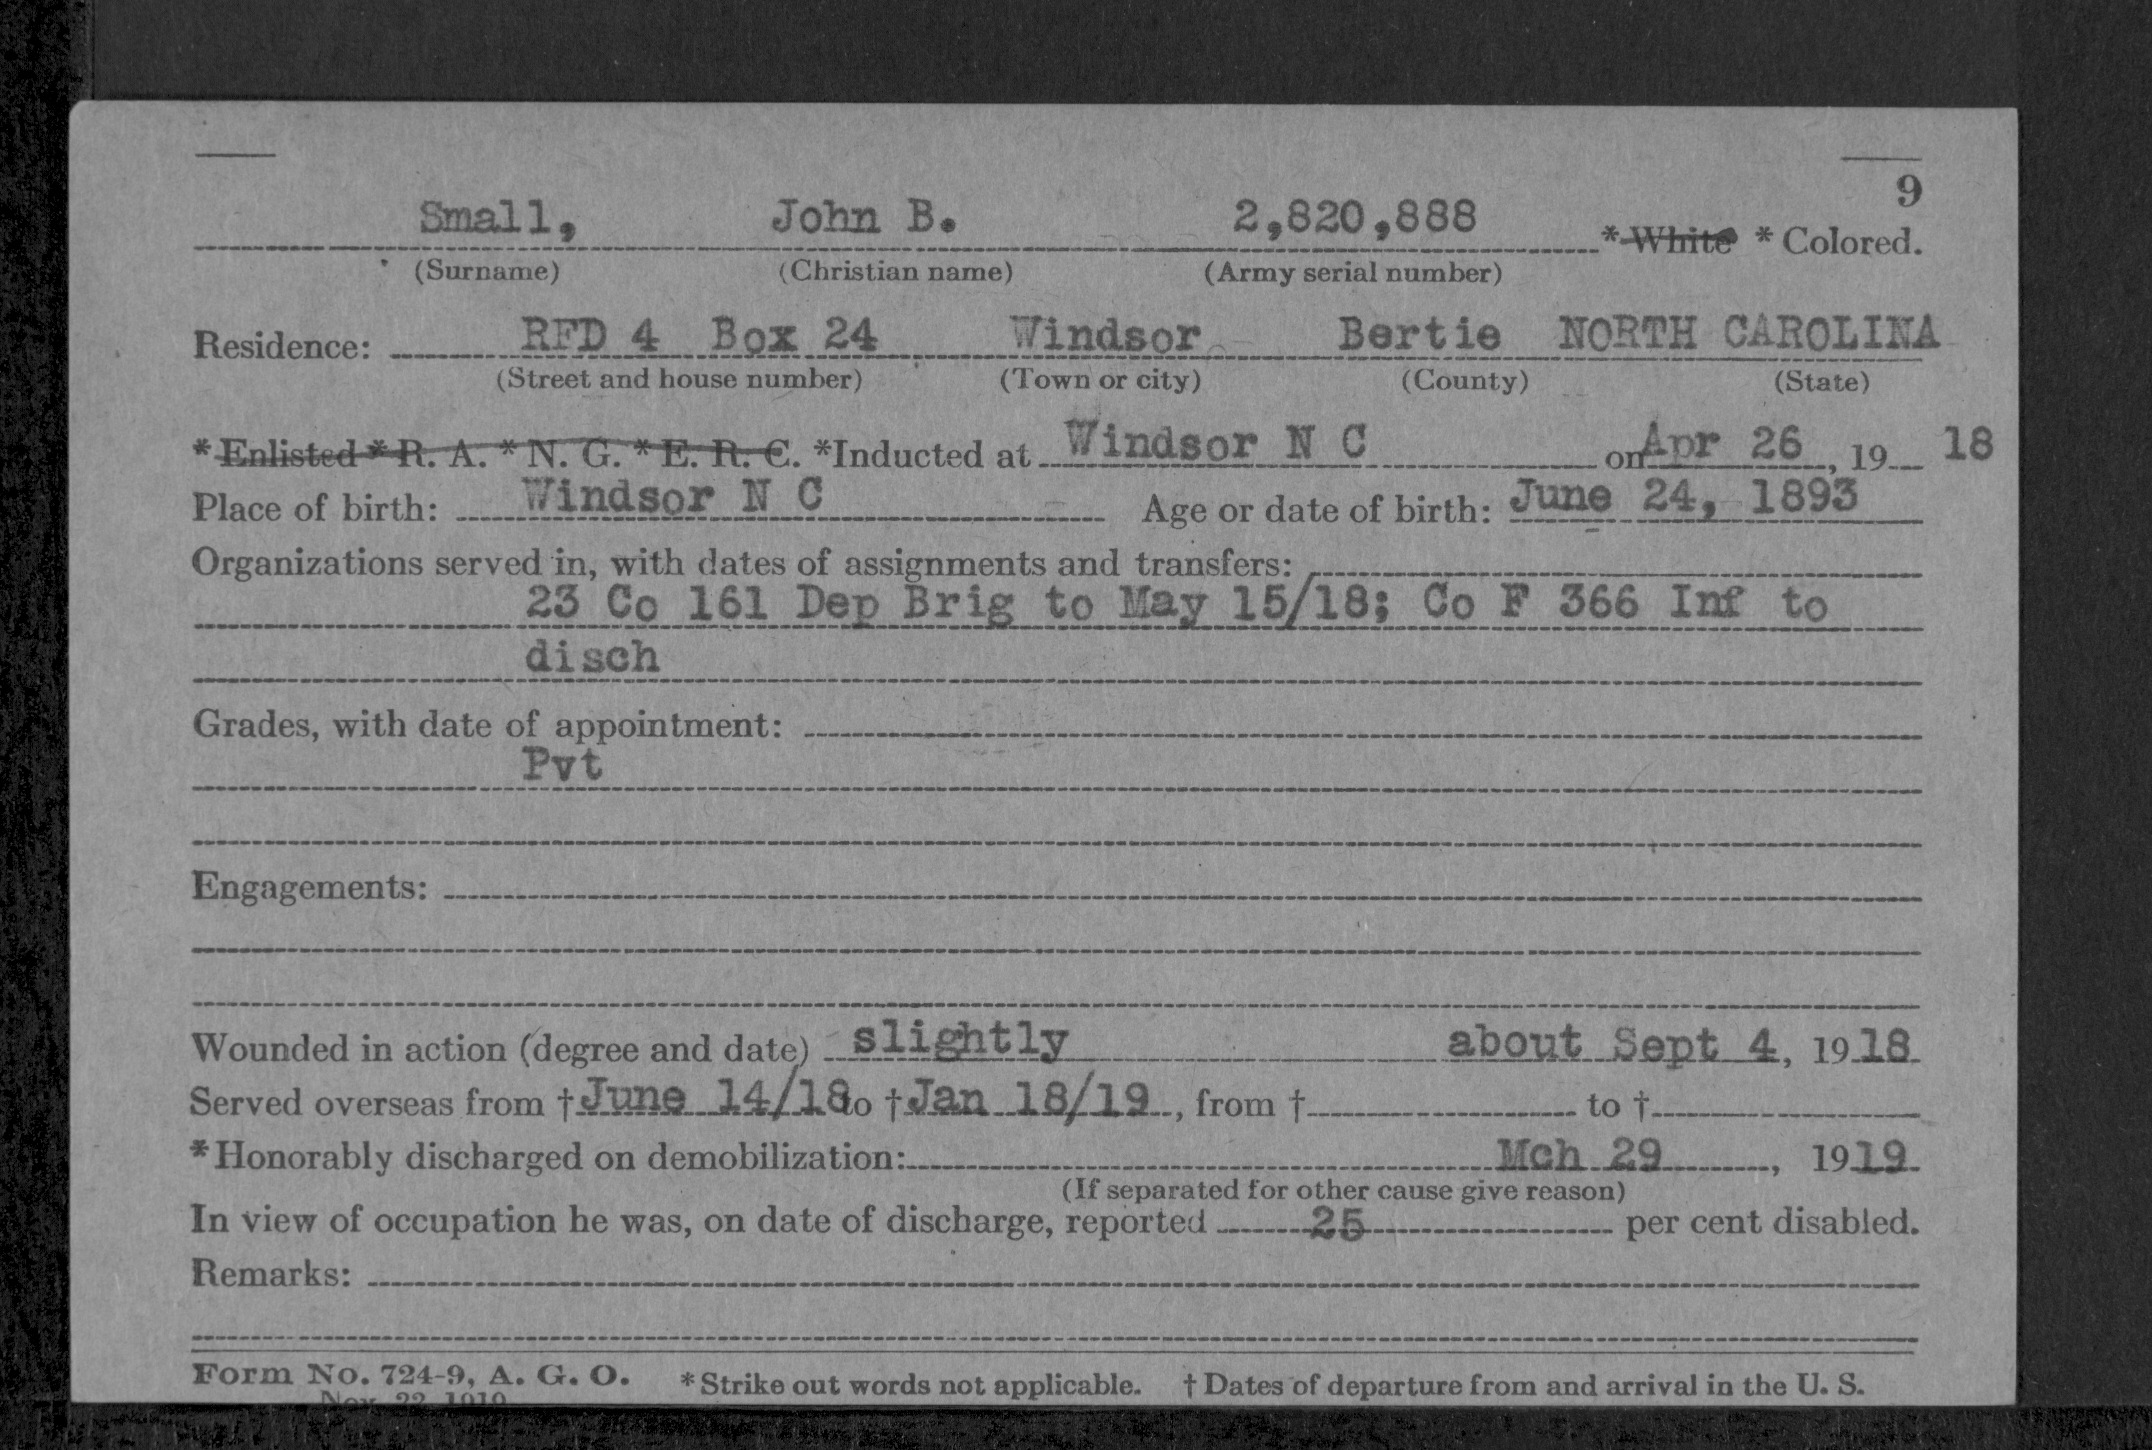 9
Small, John B. 2,820,888 *White *Colored.
(Surname) (Christian name) (Army serial number)
Residence: RFD 4 Box 24 Windsor Bertie NORTH CAROLINA
(Street and house number) (Town or city) (County) (State)
*Enlisted *R. A. *N. G. *E. R. C. *Inducted at Windsor N C on Apr 26, 19 18
Place of birth: Windsor N C Age or date of birth: June 24, 1893
Organizations served in, with dates of assignments and transfers:
23 Co 161 Dep Brig to May 15/18; Co F 366 Inf to
disch
Grades, with date of appointment:
Pvt
Engagements:
Wounded in action (degree and date) slightly about Sept 4, 1918
Served overseas from †June 14/18 to †Jan 18/19, from † to †
*Honorably discharged on demobilization: Mch 29, 1919
(If separated for other cause give reason)
In view of occupation he was, on date of discharge, reported 25 per cent disabled.
Remarks:
Form No. 724-9, A. G. O. *Strike out words not applicable. †Dates of departure from and arrival in the U. S.
Nov. 22, 1919